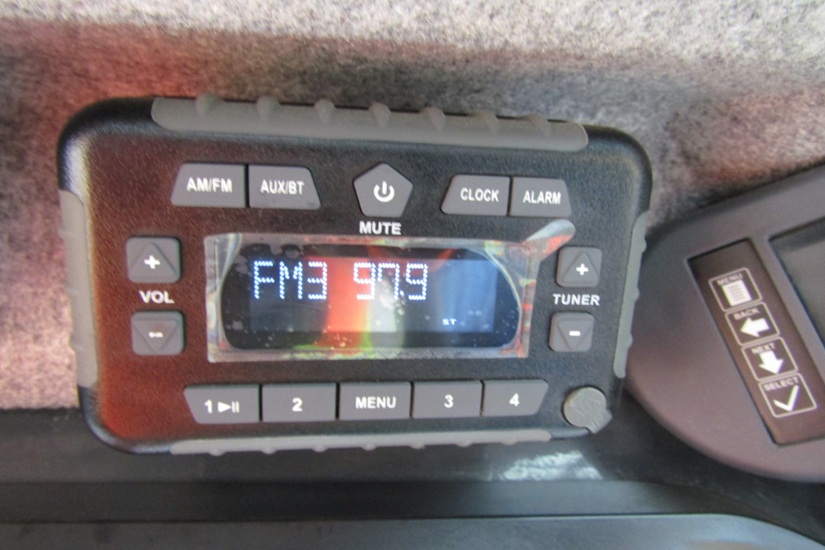 AM/FM AUX/BT CLOCK ALARM
MUTE
+ VOL -
FM3 97.9
ST
+ TUNER -
1 ▶II 2 MENU 3 4
MENU
BACK
NEXT
SELECT